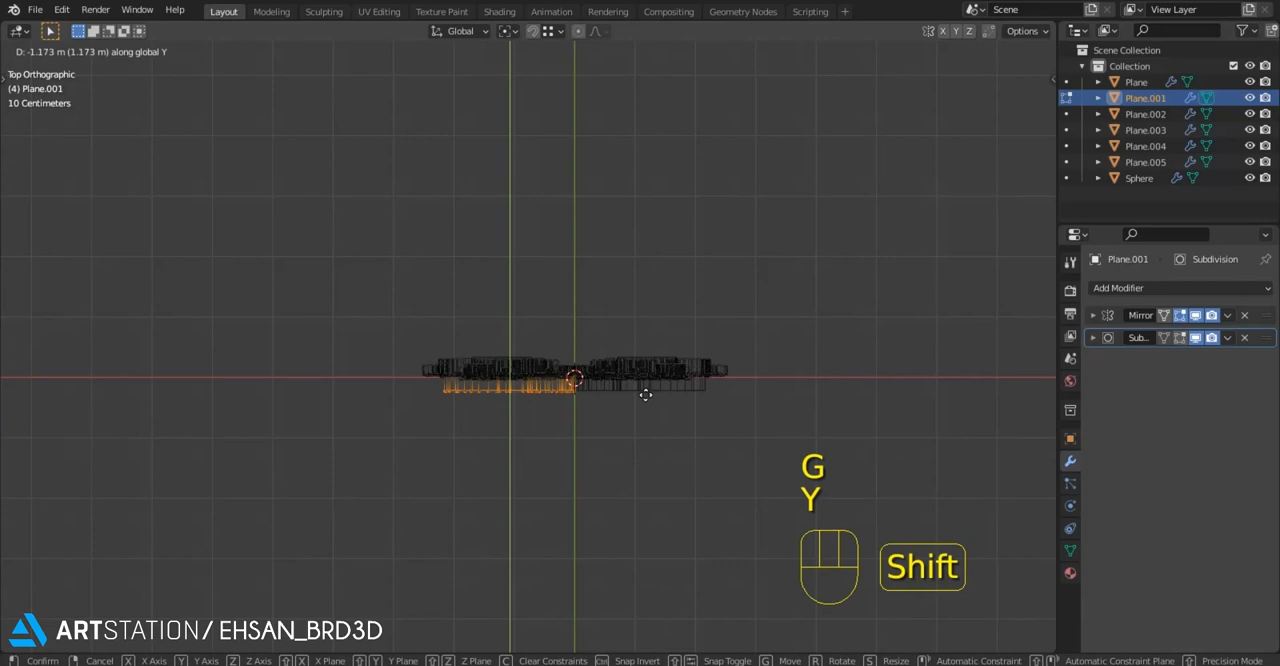 File Edit Render Window Help
Layout Modeling Sculpting UV Editing Texture Paint Shading Animation Rendering Compositing Geometry Nodes Scripting +
Scene
View Layer
Global
X Y Z
Options
D: -1.173 m (1.173 m) along global Y
Top Orthographic
(4) Plane.001
10 Centimeters
Scene Collection
Collection
Plane
Plane.001
Plane.002
Plane.003
Plane.004
Plane.005
Sphere
Plane.001
Subdivision
Add Modifier
Mirror
Sub...
G
Y
Shift
ARTSTATION/EHSAN_BRD3D
Confirm Cancel X X Axis Y Y Axis Z Z Axis X X Plane Y Y Plane Z Z Plane C Clear Constraints Ctrl Snap Invert Snap Toggle G Move R Rotate S Resize Automatic Constraint Automatic Constraint Plane Shift Precision Mode